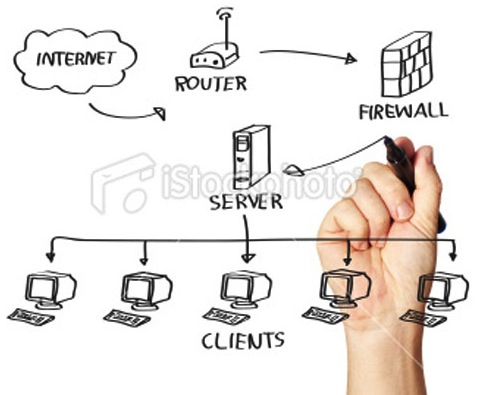 INTERNET
ROUTER
FIREWALL
iStockphoto
SERVER
CLIENTS